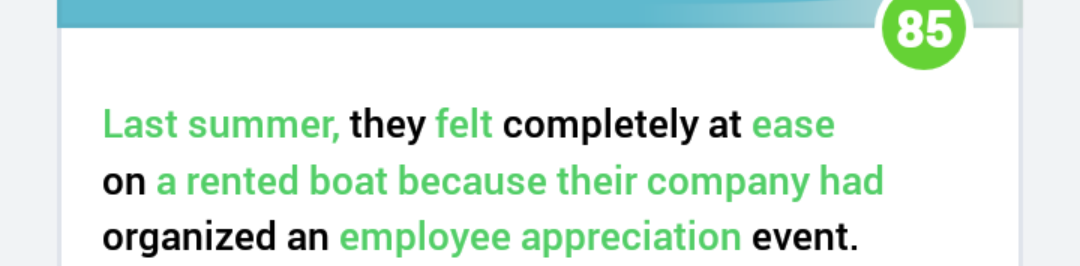 85
Last summer, they felt completely at ease
on a rented boat because their company had
organized an employee appreciation event.